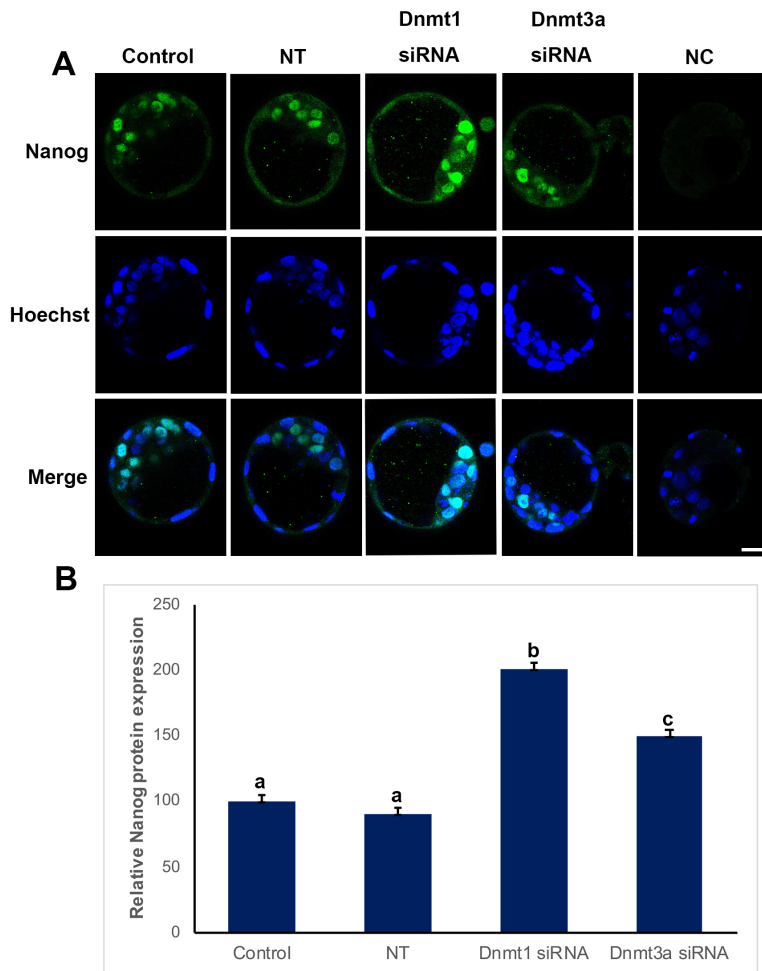 A
Control
NT
Dnmt1
siRNA
Dnmt3a
siRNA
NC
Nanog
Hoechst
Merge
B
Relative Nanog protein expression
250
200
150
100
50
0
a
a
b
c
Control
NT
Dnmt1 siRNA
Dnmt3a siRNA